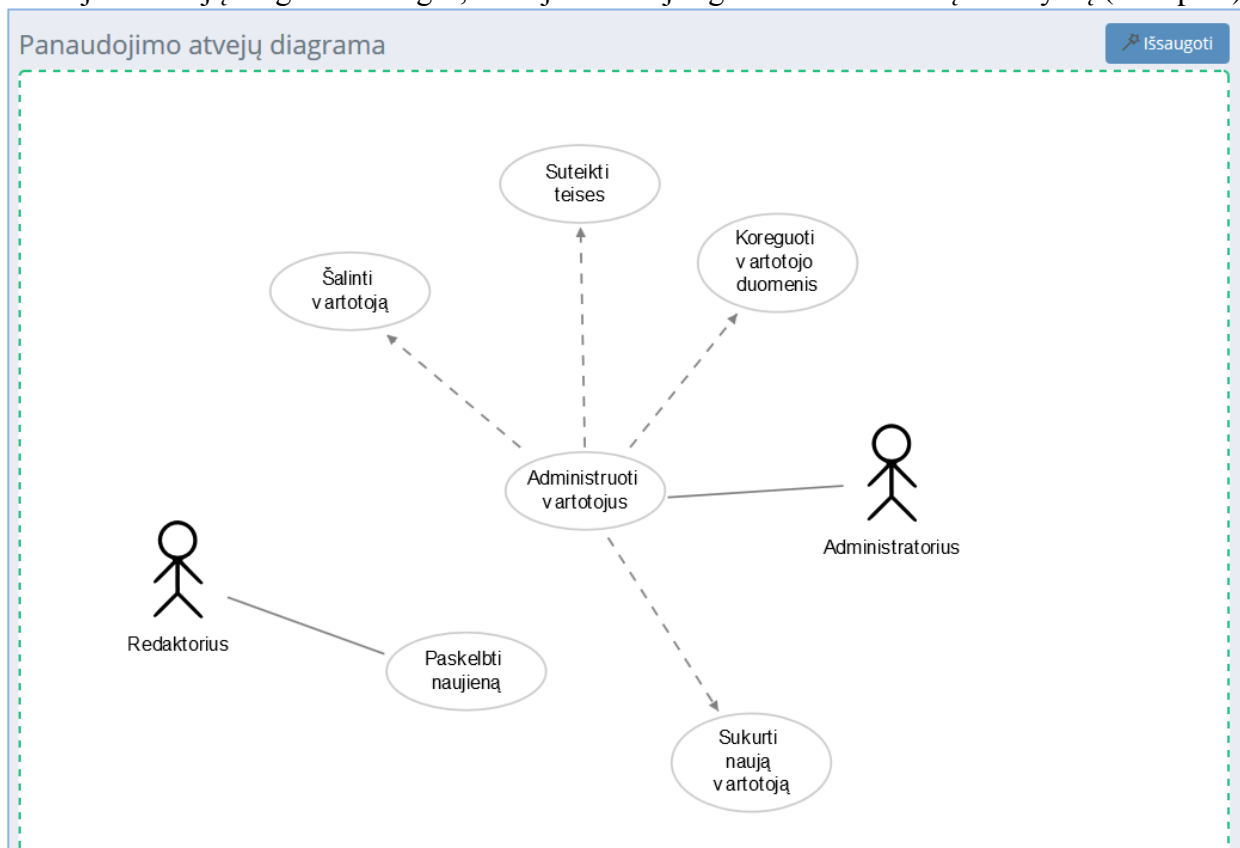 Panaudojimo atvejų diagrama
Išsaugoti
Suteikti
teises
Koreguoti
vartotojo
duomenis
Šalinti
vartotoją
Administruoti
vartotojus
Administratorius
Redaktorius
Paskelbti
naujieną
Sukurti
naują
vartotoją